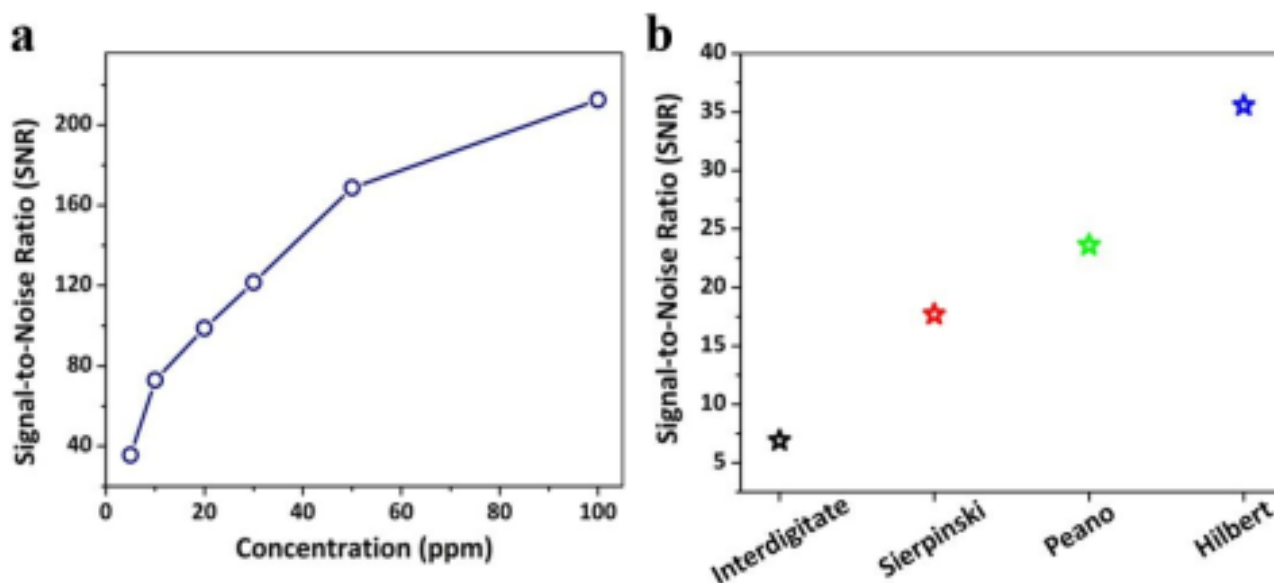 a
Signal-to-Noise Ratio (SNR)
200
160
120
80
40
0
20
40
60
80
100
Concentration (ppm)
b
Signal-to-Noise Ratio (SNR)
40
35
30
25
20
15
10
5
Interdigitate
Sierpinski
Peano
Hilbert